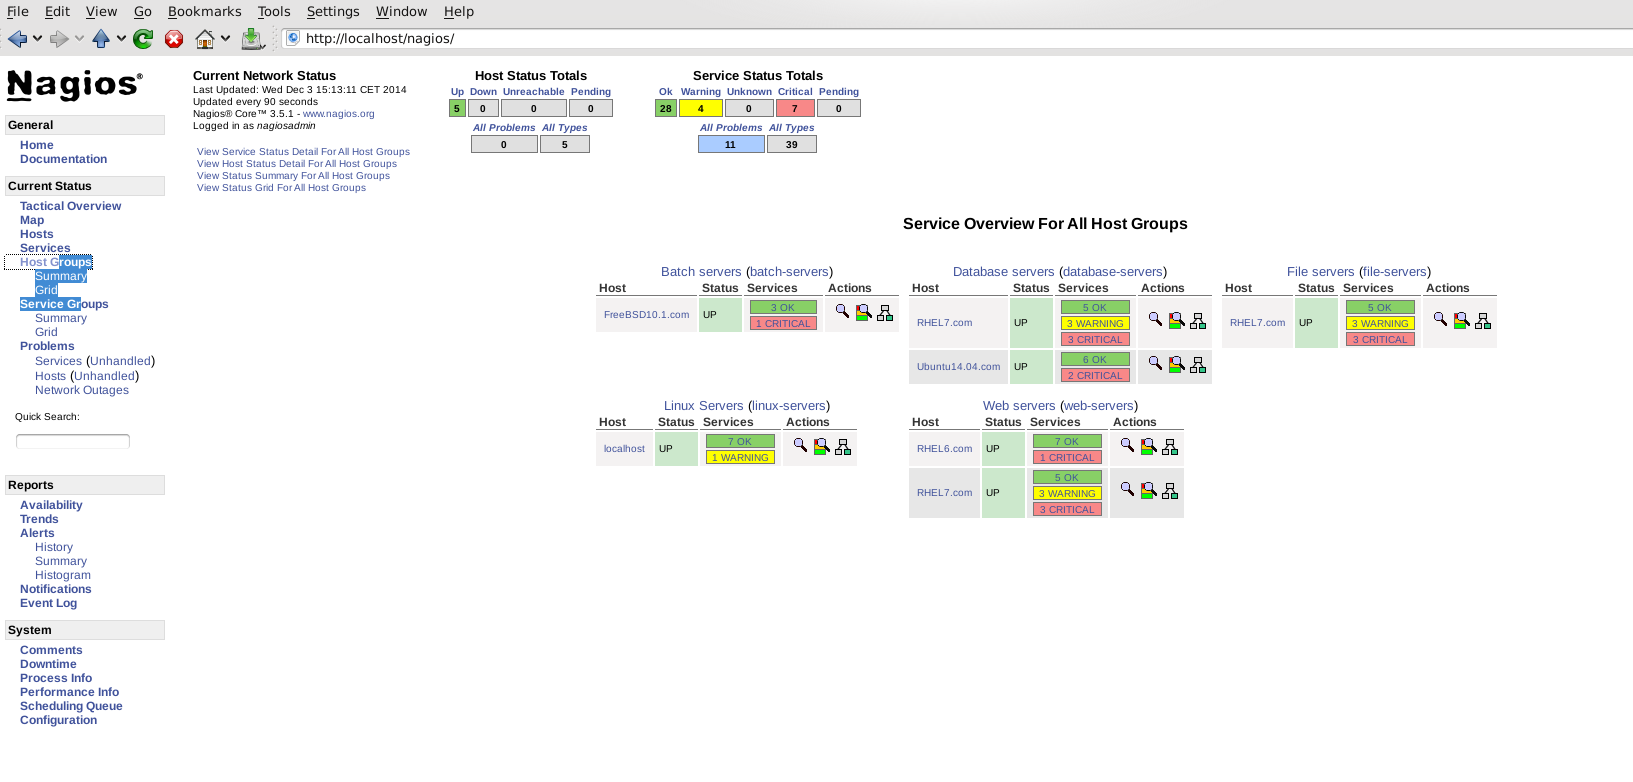 File Edit View Go Bookmarks Tools Settings Window Help
http://localhost/nagios/
Nagios®
General
Home
Documentation
Current Status
Tactical Overview
Map
Hosts
Services
Host Groups
Summary
Grid
Service Groups
Summary
Grid
Problems
Services (Unhandled)
Hosts (Unhandled)
Network Outages
Quick Search:
Reports
Availability
Trends
Alerts
History
Summary
Histogram
Notifications
Event Log
System
Comments
Downtime
Process Info
Performance Info
Scheduling Queue
Configuration
Current Network Status
Last Updated: Wed Dec 3 15:13:11 CET 2014
Updated every 90 seconds
Nagios® Core™ 3.5.1 - www.nagios.org
Logged in as nagiosadmin
View Service Status Detail For All Host Groups
View Host Status Detail For All Host Groups
View Status Summary For All Host Groups
View Status Grid For All Host Groups
Host Status Totals
Up Down Unreachable Pending
5 0 0 0
All Problems All Types
0 5
Service Status Totals
Ok Warning Unknown Critical Pending
28 4 0 7 0
All Problems All Types
11 39
Service Overview For All Host Groups
Batch servers (batch-servers)
Host Status Services Actions
FreeBSD10.1.com UP 3 OK
1 CRITICAL
Database servers (database-servers)
Host Status Services Actions
RHEL7.com UP 5 OK
3 WARNING
3 CRITICAL
Ubuntu14.04.com UP 6 OK
2 CRITICAL
File servers (file-servers)
Host Status Services Actions
RHEL7.com UP 5 OK
3 WARNING
3 CRITICAL
Linux Servers (linux-servers)
Host Status Services Actions
localhost UP 7 OK
1 WARNING
Web servers (web-servers)
Host Status Services Actions
RHEL6.com UP 7 OK
1 CRITICAL
RHEL7.com UP 5 OK
3 WARNING
3 CRITICAL